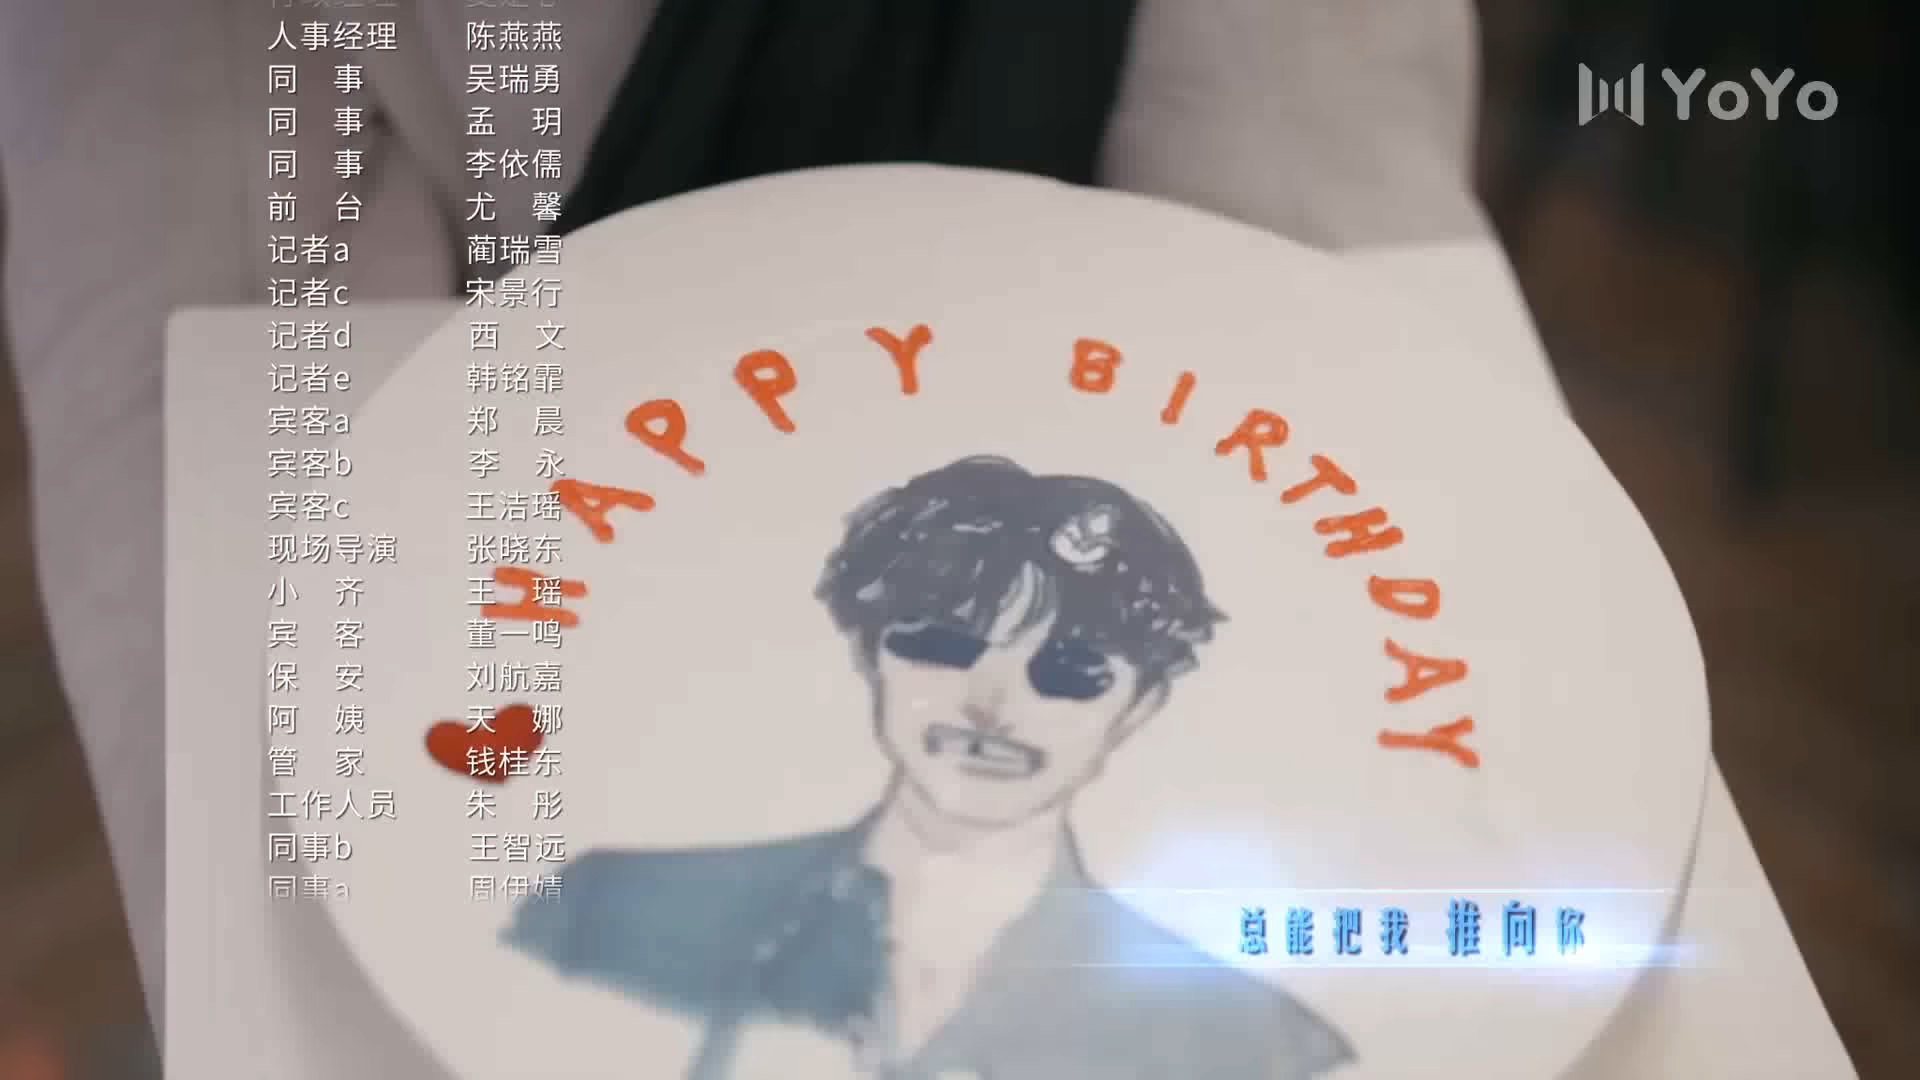 人事经理 陈燕燕
同 事 吴瑞勇
同 事 孟 玥
同 事 李依儒
前 台 尤 馨
记者a 蔺瑞雪
记者c 宋景行
记者d 西 文
记者e 韩铭霏
宾客a 郑 晨
宾客b 李 永
宾客c 王洁瑶
现场导演 张晓东
小 齐 王 瑶
宾 客 董一鸣
保 安 刘航嘉
阿 姨 天 娜
管 家 钱桂东
工作人员 朱 彤
同事b 王智远
同事a 周伊婧
YoYo
HAPPY BIRTHDAY
总能把我 推向你